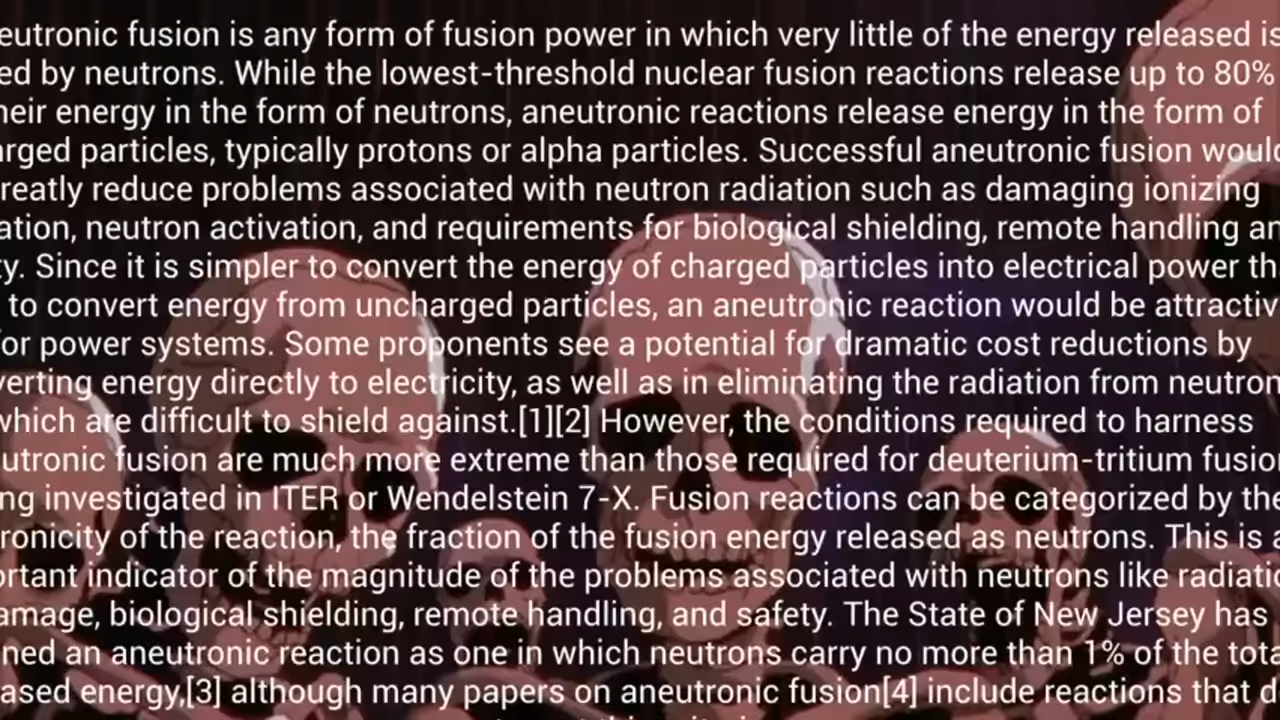 eutronic fusion is any form of fusion power in which very little of the energy released is
ed by neutrons. While the lowest-threshold nuclear fusion reactions release up to 80%
heir energy in the form of neutrons, aneutronic reactions release energy in the form of
arged particles, typically protons or alpha particles. Successful aneutronic fusion would
reatly reduce problems associated with neutron radiation such as damaging ionizing
ation, neutron activation, and requirements for biological shielding, remote handling an
ty. Since it is simpler to convert the energy of charged particles into electrical power th
to convert energy from uncharged particles, an aneutronic reaction would be attractiv
for power systems. Some proponents see a potential for dramatic cost reductions by
verting energy directly to electricity, as well as in eliminating the radiation from neutron
which are difficult to shield against.[1][2] However, the conditions required to harness
utronic fusion are much more extreme than those required for deuterium-tritium fusion
ng investigated in ITER or Wendelstein 7-X. Fusion reactions can be categorized by the
ronicity of the reaction, the fraction of the fusion energy released as neutrons. This is a
ortant indicator of the magnitude of the problems associated with neutrons like radiatio
amage, biological shielding, remote handling, and safety. The State of New Jersey has
ned an aneutronic reaction as one in which neutrons carry no more than 1% of the tota
ased energy,[3] although many papers on aneutronic fusion[4] include reactions that d